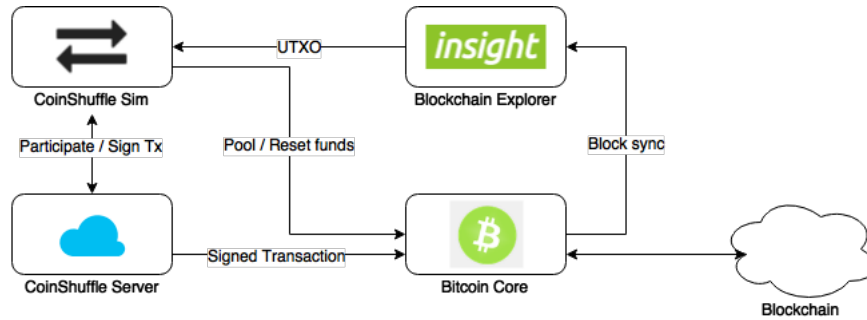 UTXO
insight
CoinShuffle Sim
Blockchain Explorer
Participate / Sign Tx
Pool / Reset funds
Block sync
Signed Transaction
CoinShuffle Server
Bitcoin Core
Blockchain